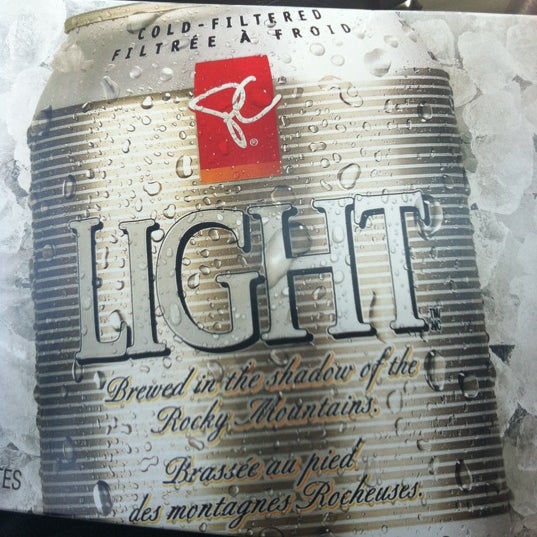 COLD-FILTERED
FILTRÉE À FROID
PC
®
LIGHT
Brewed in the shadow of the
Rocky Mountains.
Brassée au pied
des montagnes Rocheuses.